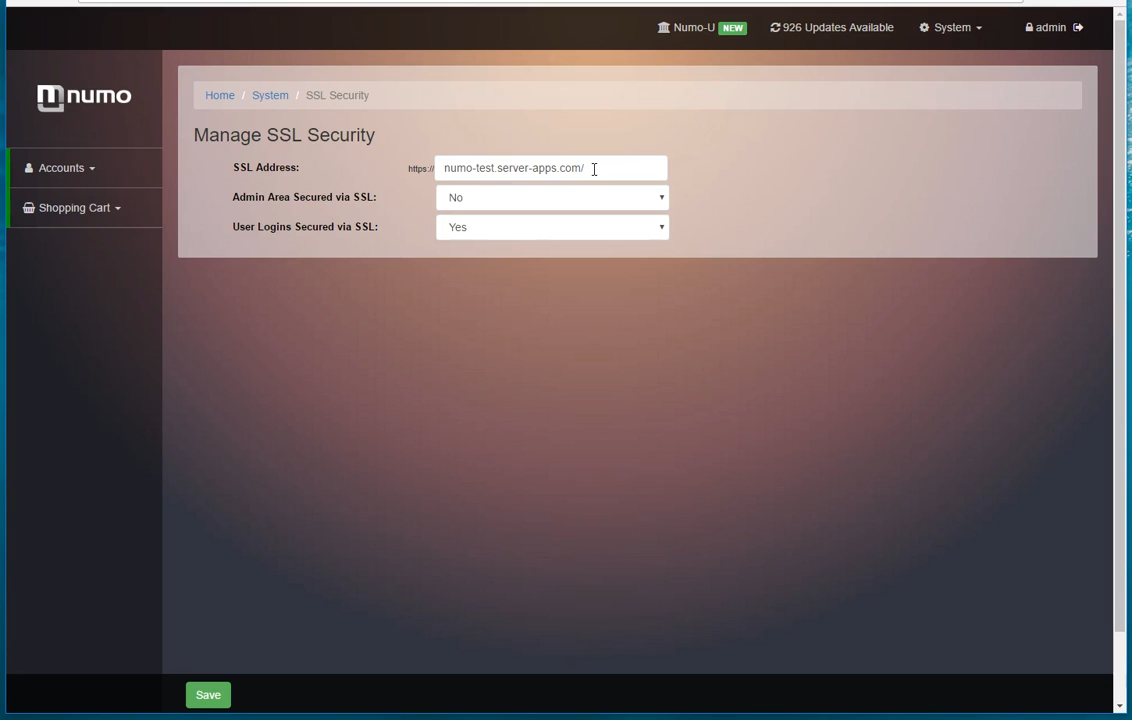 Numo-U NEW 926 Updates Available System admin
numo
Home / System / SSL Security
Manage SSL Security
SSL Address: https:// numo-test.server-apps.com/
Admin Area Secured via SSL: No
User Logins Secured via SSL: Yes
Accounts
Shopping Cart
Save